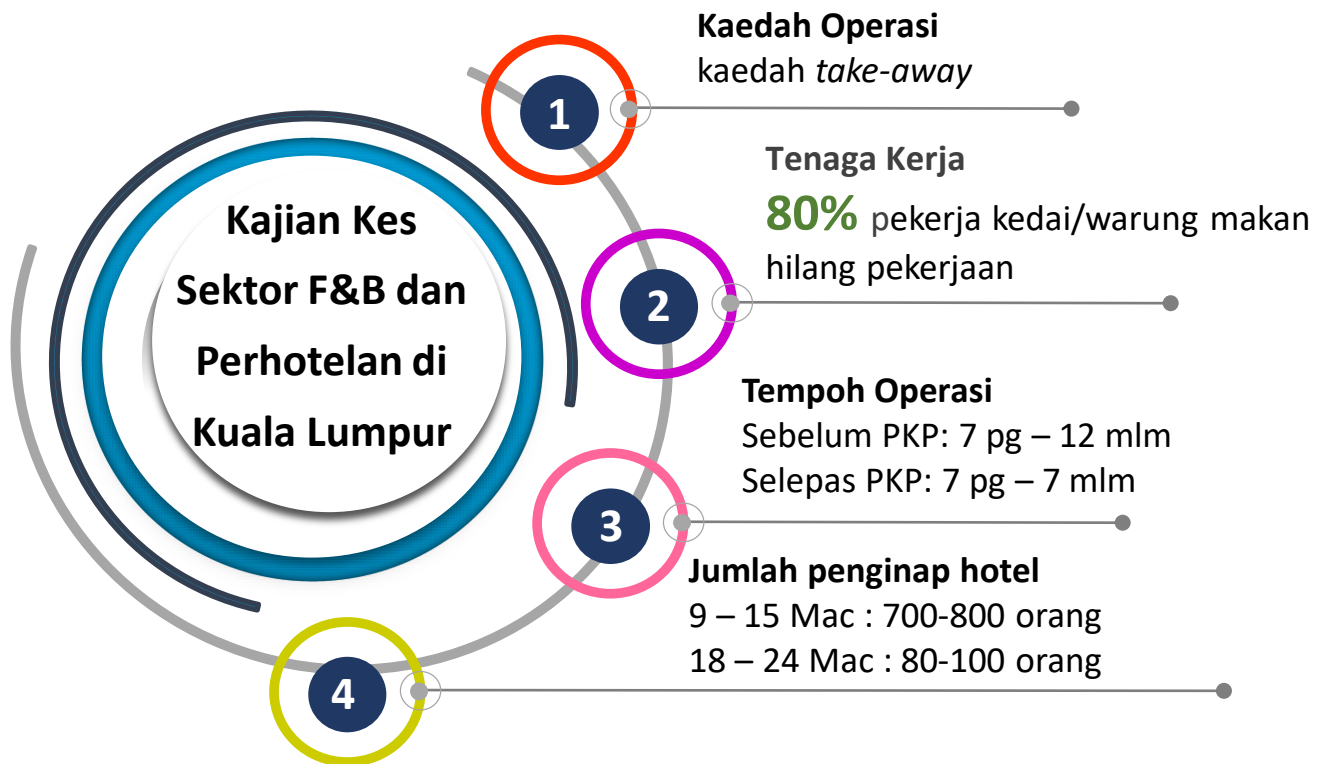 Kajian Kes
Sektor F&B dan
Perhotelan di
Kuala Lumpur
1
Kaedah Operasi
kaedah take-away
2
Tenaga Kerja
80% pekerja kedai/warung makan
hilang pekerjaan
3
Tempoh Operasi
Sebelum PKP: 7 pg – 12 mlm
Selepas PKP: 7 pg – 7 mlm
4
Jumlah penginap hotel
9 – 15 Mac : 700-800 orang
18 – 24 Mac : 80-100 orang